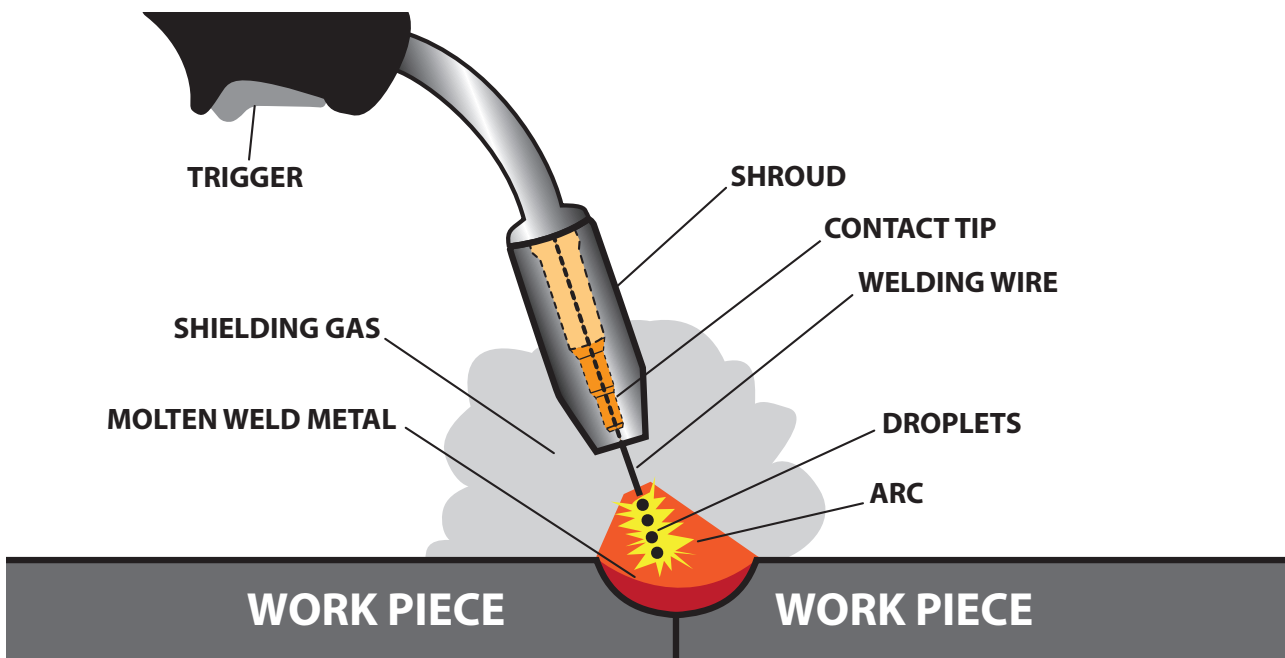 TRIGGER
SHROUD
CONTACT TIP
WELDING WIRE
SHIELDING GAS
MOLTEN WELD METAL
DROPLETS
ARC
WORK PIECE
WORK PIECE